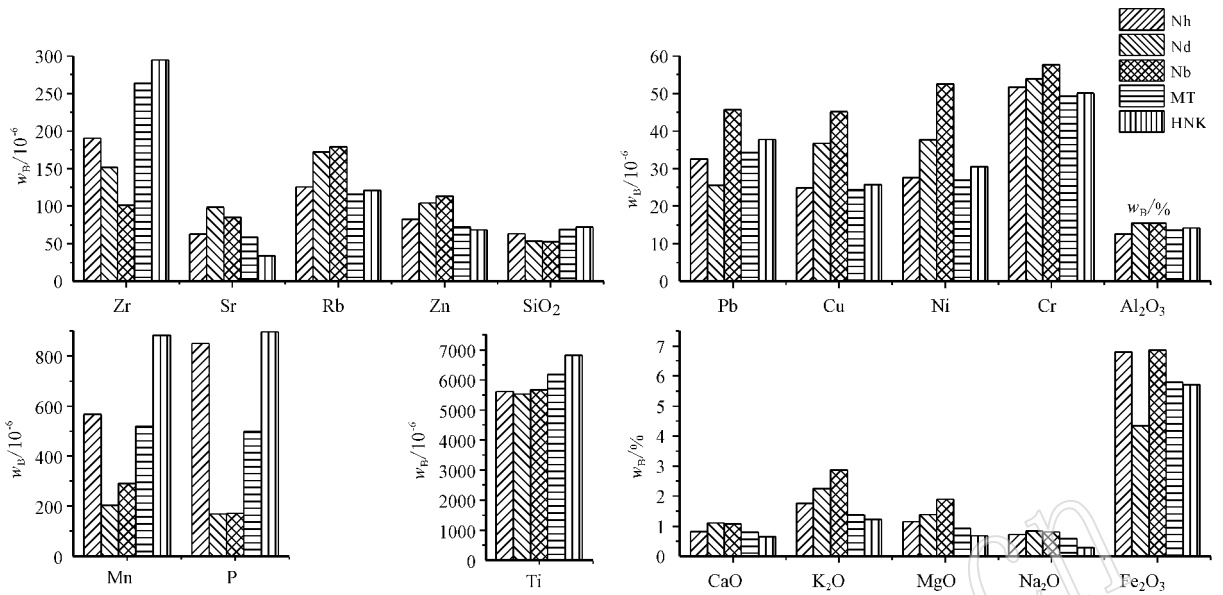 300
250
200
150
100
50
0
w_B/10⁻⁶
Zr Sr Rb Zn SiO₂
60
50
40
30
20
10
0
w_B/10⁻⁶
w_B/%
Pb Cu Ni Cr Al₂O₃
Nh
Nd
Nb
MT
HNK
800
600
400
200
0
w_B/10⁻⁶
Mn P
7000
6000
5000
4000
3000
2000
1000
0
w_B/10⁻⁶
Ti
7
6
5
4
3
2
1
0
w_B/%
CaO K₂O MgO Na₂O Fe₂O₃